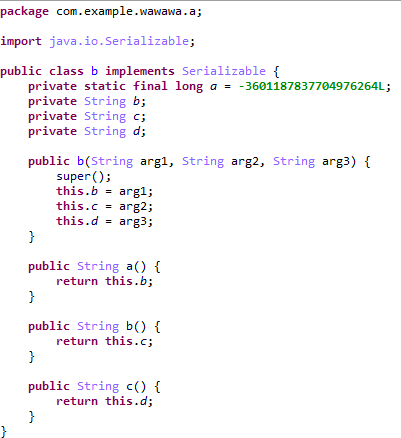 package com.example.wawawa.a;

import java.io.Serializable;

public class b implements Serializable {
    private static final long a = -3601187837704976264L;
    private String b;
    private String c;
    private String d;

    public b(String arg1, String arg2, String arg3) {
        super();
        this.b = arg1;
        this.c = arg2;
        this.d = arg3;
    }

    public String a() {
        return this.b;
    }

    public String b() {
        return this.c;
    }

    public String c() {
        return this.d;
    }
}